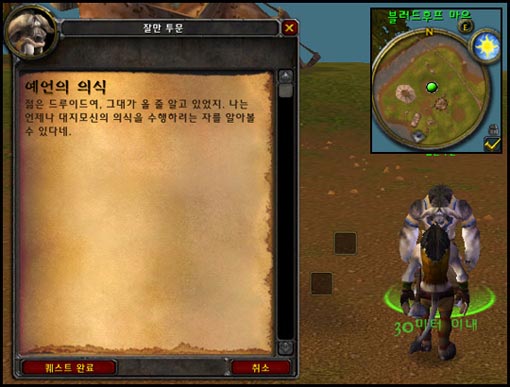 잘만 투문
예언의 의식
젊은 드루이드여, 그대가 올 줄 알고 있었지. 나는
언제나 대지모신의 의식을 수행하려는 자를 알아볼
수 있다네.
퀘스트 완료
취소
블러드후프 마을
N
30미터 이내